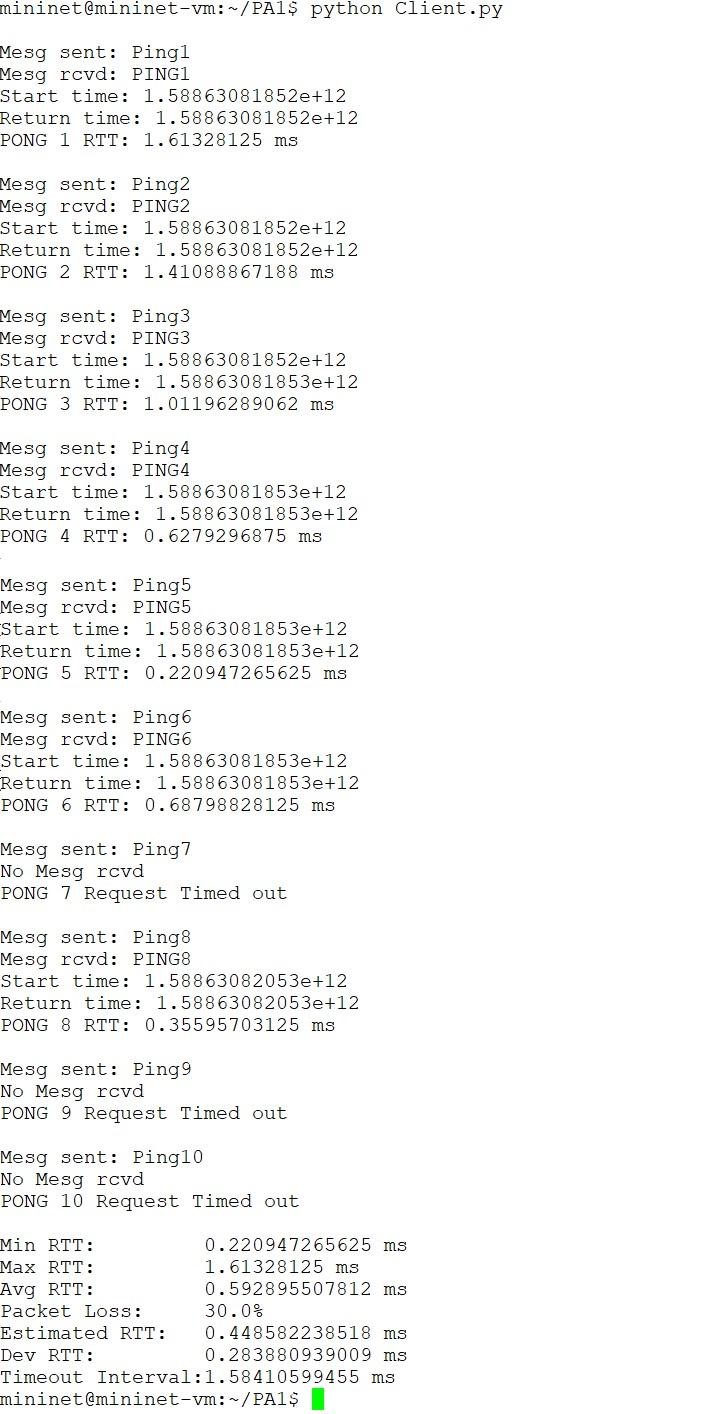 mininet@mininet-vm:~/PA1$ python Client.py
Mesg sent: Ping1
Mesg rcvd: PING1
Start time: 1.58863081852e+12
Return time: 1.58863081852e+12
PONG 1 RTT: 1.61328125 ms
Mesg sent: Ping2
Mesg rcvd: PING2
Start time: 1.58863081852e+12
Return time: 1.58863081852e+12
PONG 2 RTT: 1.41088867188 ms
Mesg sent: Ping3
Mesg rcvd: PING3
Start time: 1.58863081852e+12
Return time: 1.58863081853e+12
PONG 3 RTT: 1.01196289062 ms
Mesg sent: Ping4
Mesg rcvd: PING4
Start time: 1.58863081853e+12
Return time: 1.58863081853e+12
PONG 4 RTT: 0.6279296875 ms
Mesg sent: Ping5
Mesg rcvd: PING5
Start time: 1.58863081853e+12
Return time: 1.58863081853e+12
PONG 5 RTT: 0.220947265625 ms
Mesg sent: Ping6
Mesg rcvd: PING6
Start time: 1.58863081853e+12
Return time: 1.58863081853e+12
PONG 6 RTT: 0.68798828125 ms
Mesg sent: Ping7
No Mesg rcvd
PONG 7 Request Timed out
Mesg sent: Ping8
Mesg rcvd: PING8
Start time: 1.58863082053e+12
Return time: 1.58863082053e+12
PONG 8 RTT: 0.35595703125 ms
Mesg sent: Ping9
No Mesg rcvd
PONG 9 Request Timed out
Mesg sent: Ping10
No Mesg rcvd
PONG 10 Request Timed out
Min RTT: 0.220947265625 ms
Max RTT: 1.61328125 ms
Avg RTT: 0.592895507812 ms
Packet Loss: 30.0%
Estimated RTT: 0.448582238518 ms
Dev RTT: 0.283880939009 ms
Timeout Interval:1.58410599455 ms
mininet@mininet-vm:~/PA1$